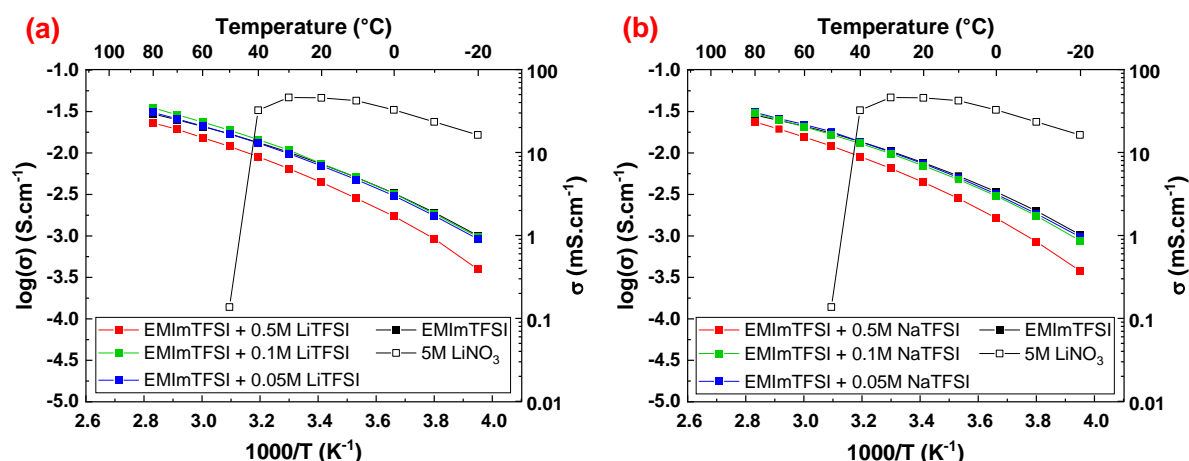 (a)
Temperature (°C)
100 80 60 40 20 0 -20
-1.0
-1.5
-2.0
-2.5
-3.0
-3.5
-4.0
-4.5
-5.0
log(σ) (S.cm-1)
100
10
1
0.1
0.01
σ (mS.cm-1)
EMImTFSI + 0.5M LiTFSI EMImTFSI
EMImTFSI + 0.1M LiTFSI 5M LiNO3
EMImTFSI + 0.05M LiTFSI
2.6 2.8 3.0 3.2 3.4 3.6 3.8 4.0
1000/T (K-1)
(b)
Temperature (°C)
100 80 60 40 20 0 -20
-1.0
-1.5
-2.0
-2.5
-3.0
-3.5
-4.0
-4.5
-5.0
log(σ) (S.cm-1)
100
10
1
0.1
0.01
σ (mS.cm-1)
EMImTFSI + 0.5M NaTFSI EMImTFSI
EMImTFSI + 0.1M NaTFSI 5M LiNO3
EMImTFSI + 0.05M NaTFSI
2.6 2.8 3.0 3.2 3.4 3.6 3.8 4.0
1000/T (K-1)